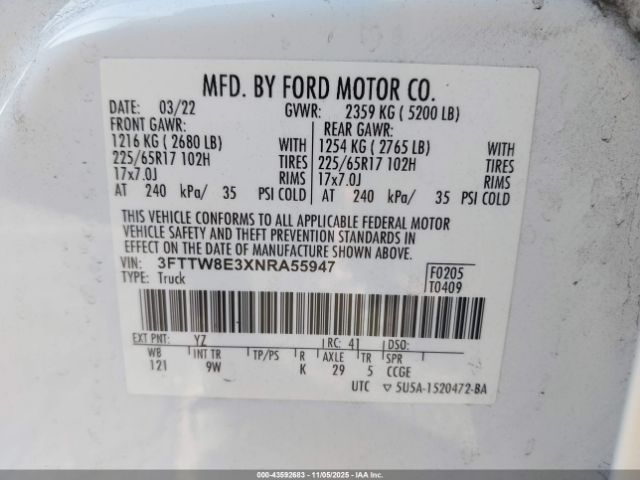 MFD. BY FORD MOTOR CO.
DATE: 03/22 GVWR: 2359 KG ( 5200 LB)
FRONT GAWR: REAR GAWR:
1216 KG ( 2680 LB) WITH 1254 KG ( 2765 LB) WITH
225/65R17 102H TIRES 225/65R17 102H TIRES
17x7.0J RIMS 17x7.0J RIMS
AT 240 kPa/ 35 PSI COLD AT 240 kPa/ 35 PSI COLD
THIS VEHICLE CONFORMS TO ALL APPLICABLE FEDERAL MOTOR
VEHICLE SAFETY AND THEFT PREVENTION STANDARDS IN
EFFECT ON THE DATE OF MANUFACTURE SHOWN ABOVE.
VIN: 3FTTW8E3XNRA55947 F0205
TYPE: Truck T0409
EXT PNT: YZ RC: 41 DSO:
WB INT TR TP/PS R AXLE TR SPR
121 9W K 29 5 CCGE
UTC ▽ 5U5A-1520472-BA
000-43592683 - 11/05/2025 - IAAI - Copart